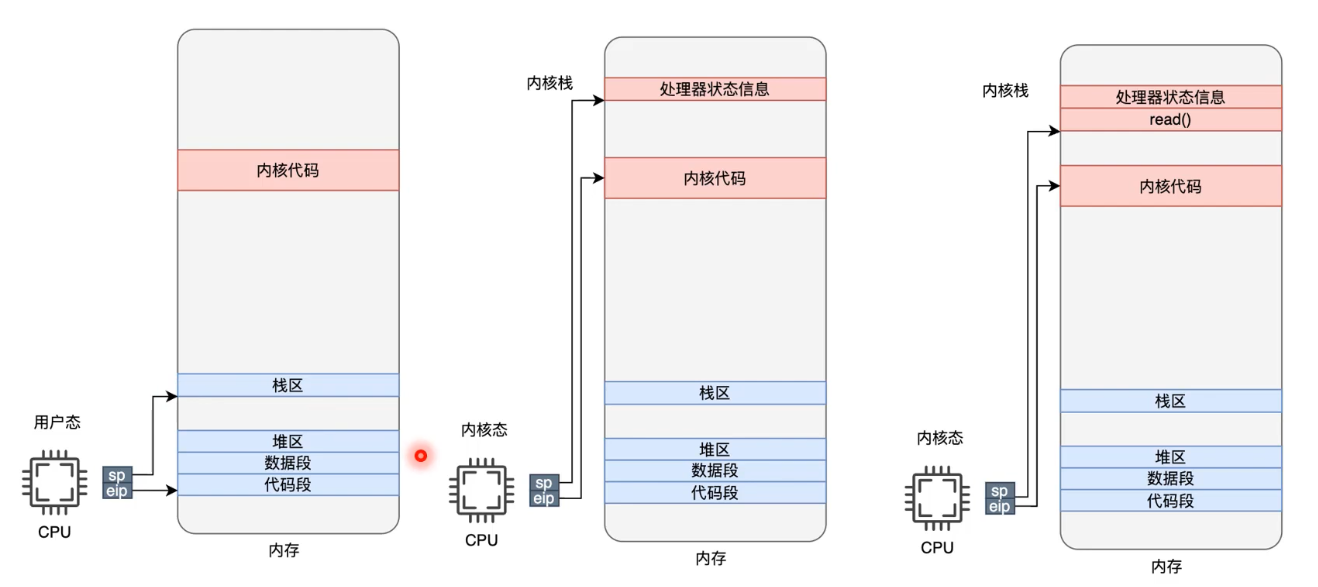 内核代码
栈区
堆区
数据段
代码段
用户态
sp
eip
CPU
内存
内核栈
处理器状态信息
内核代码
栈区
堆区
数据段
代码段
内核态
sp
eip
CPU
内存
内核栈
处理器状态信息
read()
内核代码
栈区
堆区
数据段
代码段
内核态
sp
eip
CPU
内存